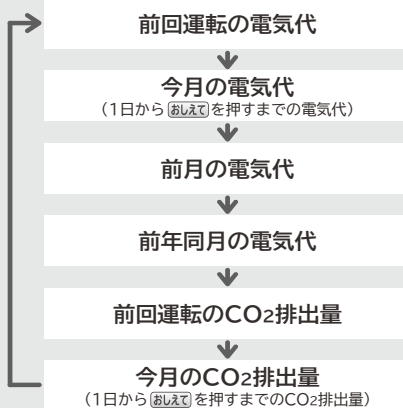 前回運転の電気代
今月の電気代
(1日からおしえてを押すまでの電気代)
前月の電気代
前年同月の電気代
前回運転のCO2排出量
今月のCO2排出量
(1日からおしえてを押すまでのCO2排出量)